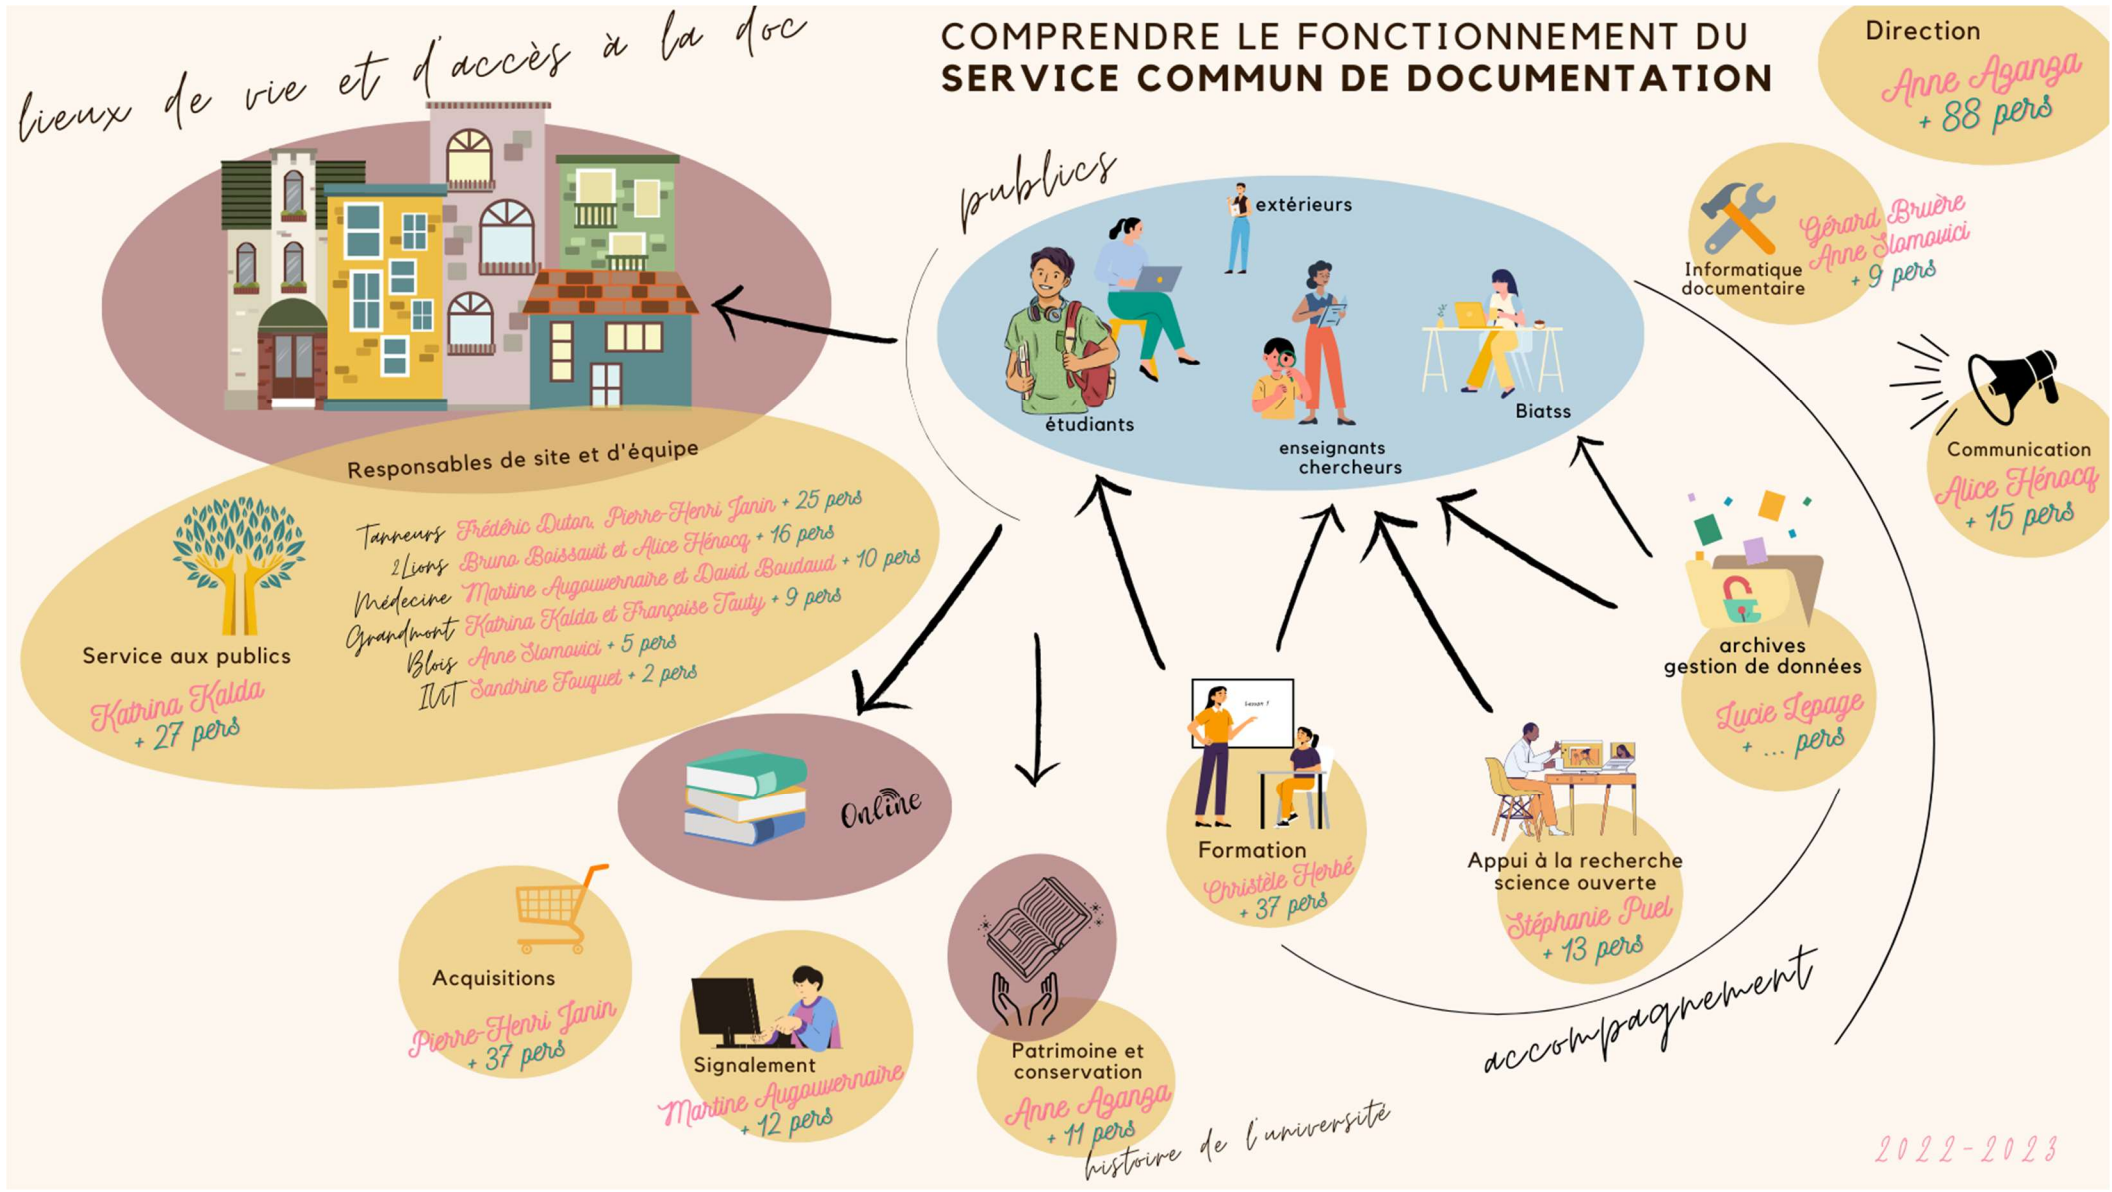 lieux de vie et d'accès à la doc
COMPRENDRE LE FONCTIONNEMENT DU
SERVICE COMMUN DE DOCUMENTATION
Direction
Anne Azanza
+ 88 pers
publics
extérieurs
étudiants
enseignants
chercheurs
Biatss
Informatique
documentaire
Gérard Bruère
Anne Slomovici
+ 9 pers
Communication
Alice Hénocq
+ 15 pers
Responsables de site et d'équipe
Tanneurs Frédéric Duton, Pierre-Henri Janin + 25 pers
2Lions Bruno Boissavit et Alice Hénocq + 16 pers
Médecine Martine Augouvernaire et David Boudaud + 10 pers
Grandmont Katrina Kalda et Françoise Tauty + 9 pers
Blois Anne Slomovici + 5 pers
IUT Sandrine Fouquet + 2 pers
Service aux publics
Katrina Kalda
+ 27 pers
Online
archives
gestion de données
Lucie Lepage
+ ... pers
Formation
Christèle Herbé
+ 37 pers
Appui à la recherche
science ouverte
Stéphanie Puel
+ 13 pers
Acquisitions
Pierre-Henri Janin
+ 37 pers
Signalement
Martine Augouvernaire
+ 12 pers
Patrimoine et
conservation
Anne Azanza
+ 11 pers
histoire de l'université
accompagnement
2022-2023